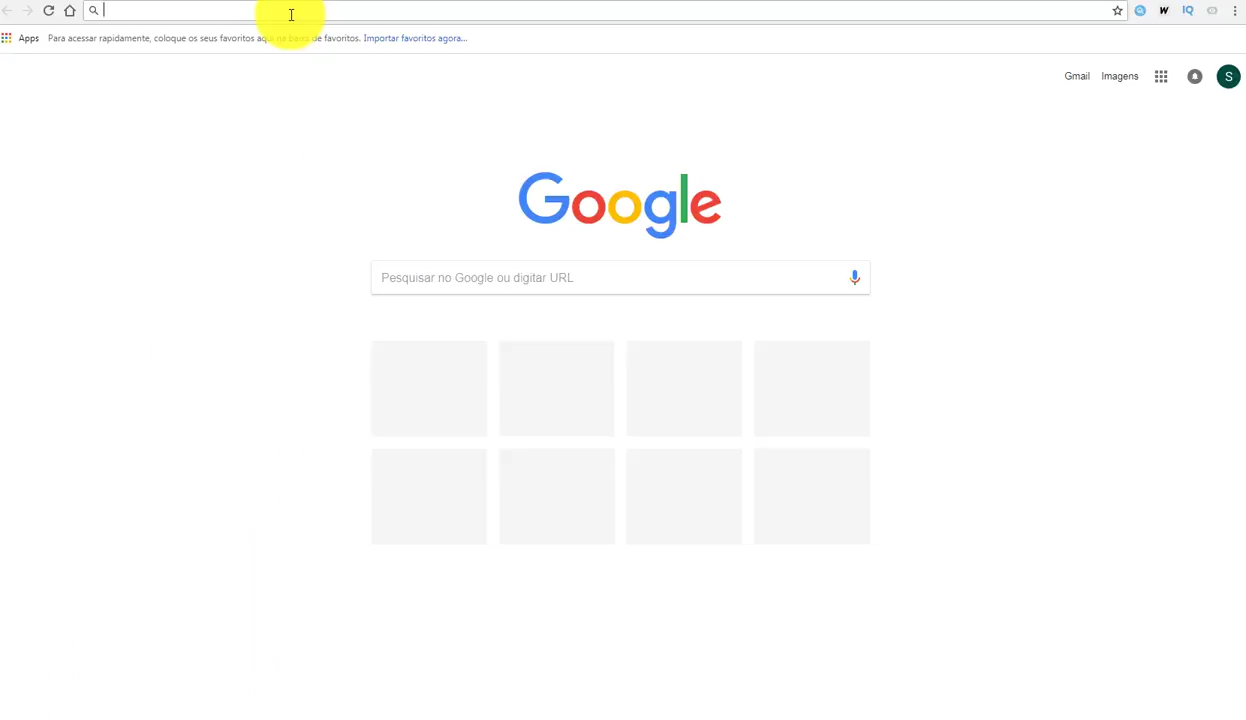 W IQ
Apps Para acessar rapidamente, coloque os seus favoritos aqui na barra de favoritos. Importar favoritos agora...
Gmail Imagens S
Google
Pesquisar no Google ou digitar URL